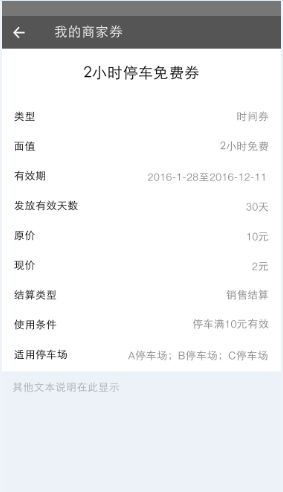 我的商家券
2小时停车免费券
类型 时间券
面值 2小时免费
有效期 2016-1-28至2016-12-11
发放有效天数 30天
原价 10元
现价 2元
结算类型 销售结算
使用条件 停车满10元有效
适用停车场 A停车场；B停车场；C停车场
其他文本说明在此显示